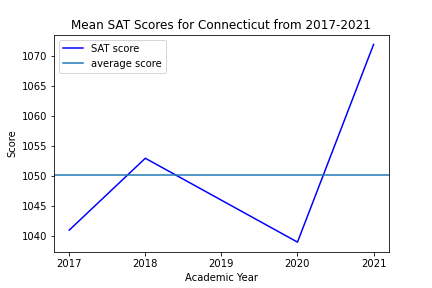 Mean SAT Scores for Connecticut from 2017-2021
SAT score
average score
1070
1065
1060
1055
1050
1045
1040
Score
2017 2018 2019 2020 2021
Academic Year